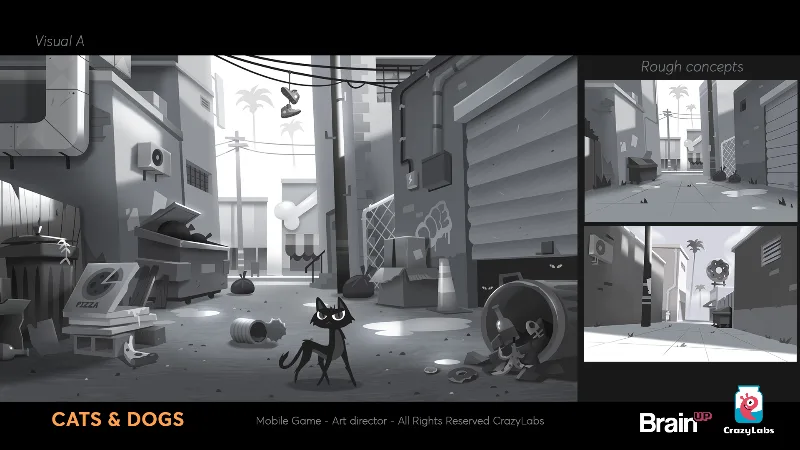 Visual A
Rough concepts
PIZZA
CATS & DOGS
Mobile Game - Art director - All Rights Reserved CrazyLabs
BrainUP
CrazyLabs